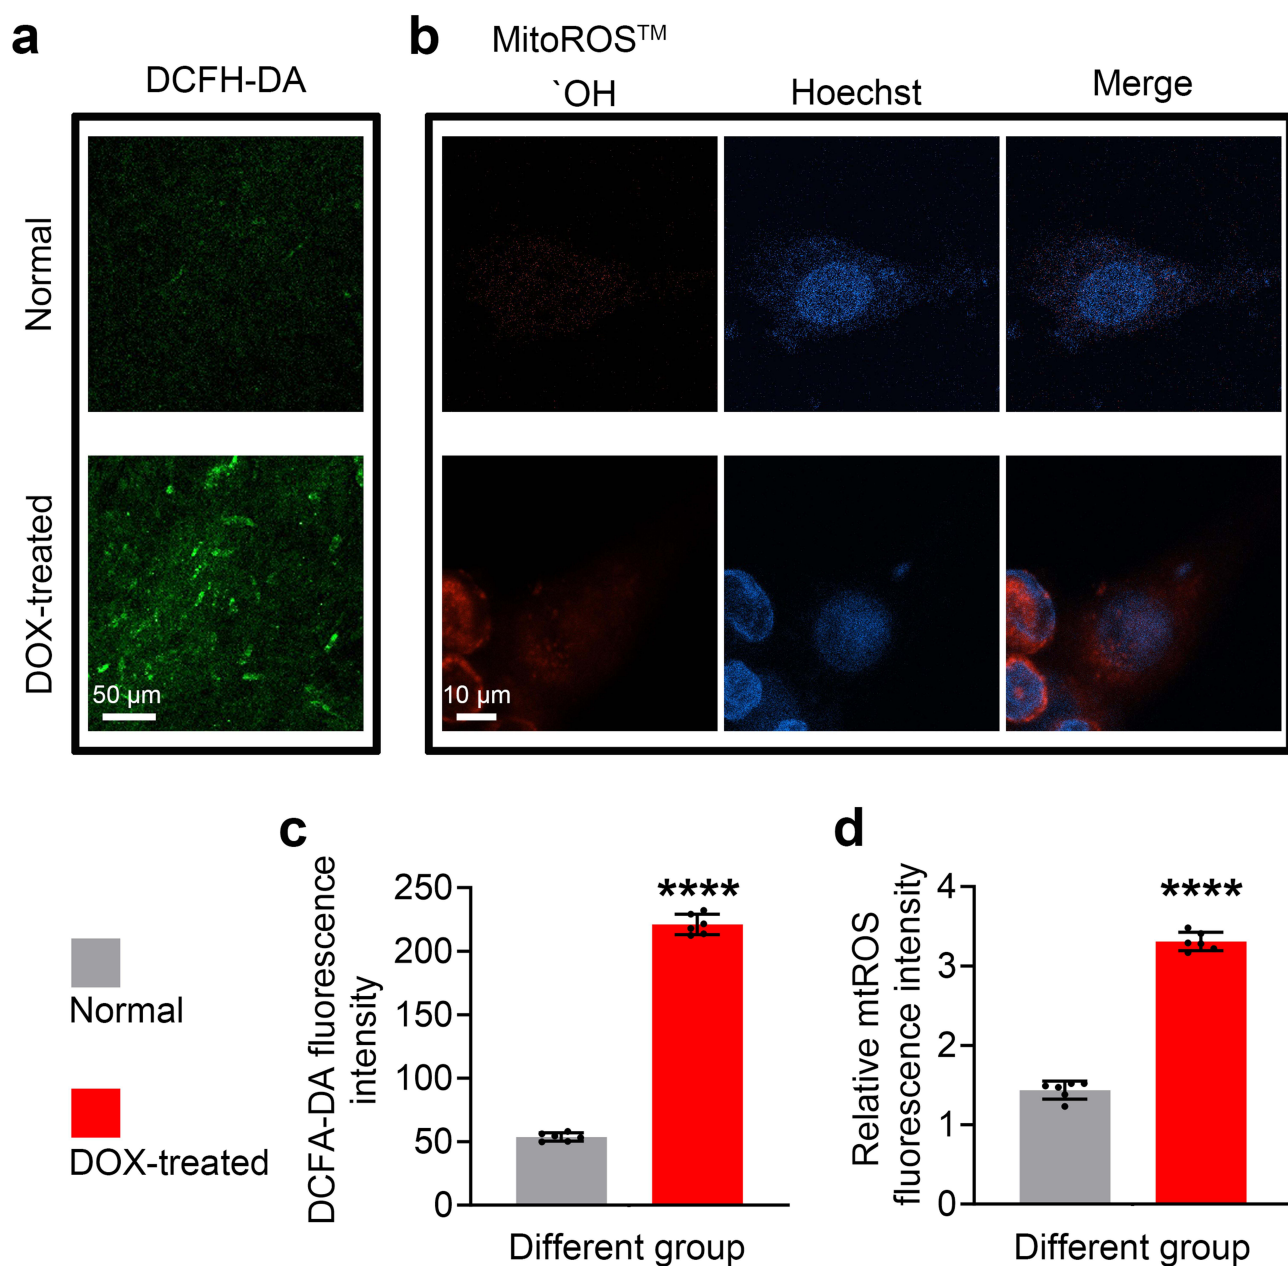 a
DCFH-DA
b
MitoROS™
`OH
Hoechst
Merge
Normal
DOX-treated
50 µm
10 µm
Normal
DOX-treated
c
DCFA-DA fluorescence
intensity
250
200
150
100
50
0
****
Different group
d
Relative mtROS
fluorescence intensity
4
3
2
1
0
****
Different group